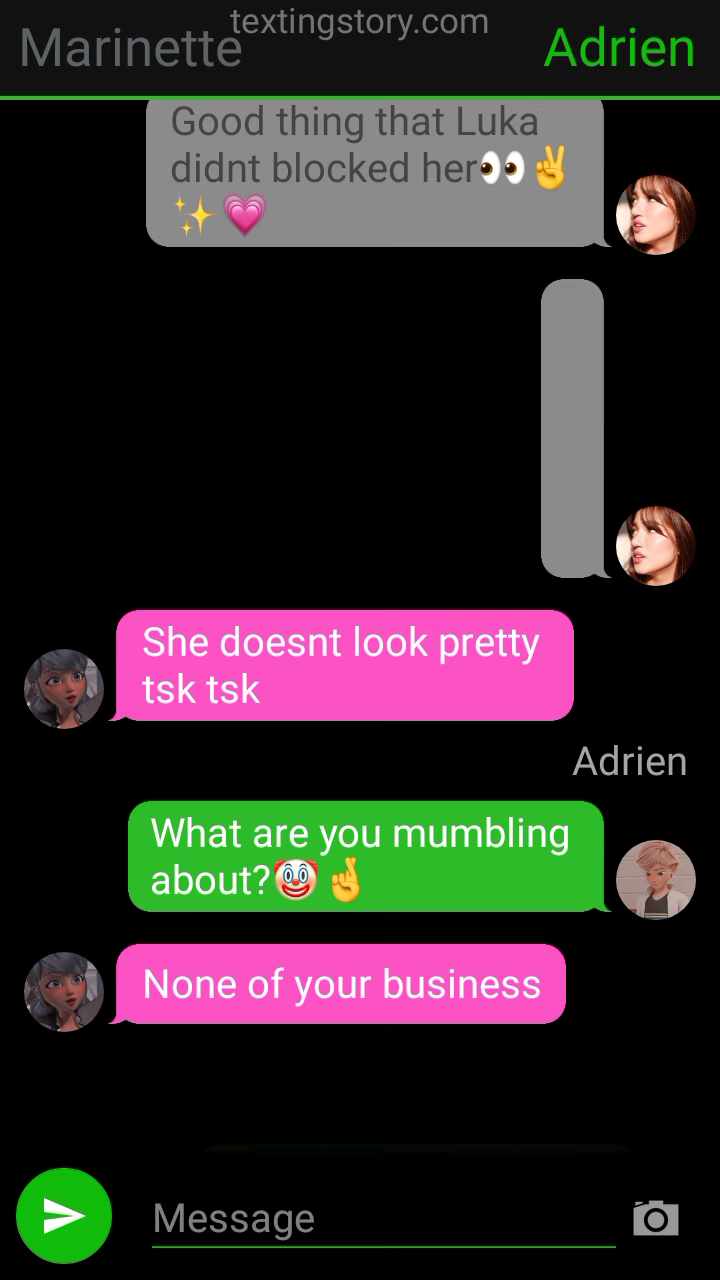 textingstory.com
Marinette
Adrien
Good thing that Luka
didnt blocked her👀✌️
✨💗
She doesnt look pretty
tsk tsk
Adrien
What are you mumbling
about?🤡🤞
None of your business
Message